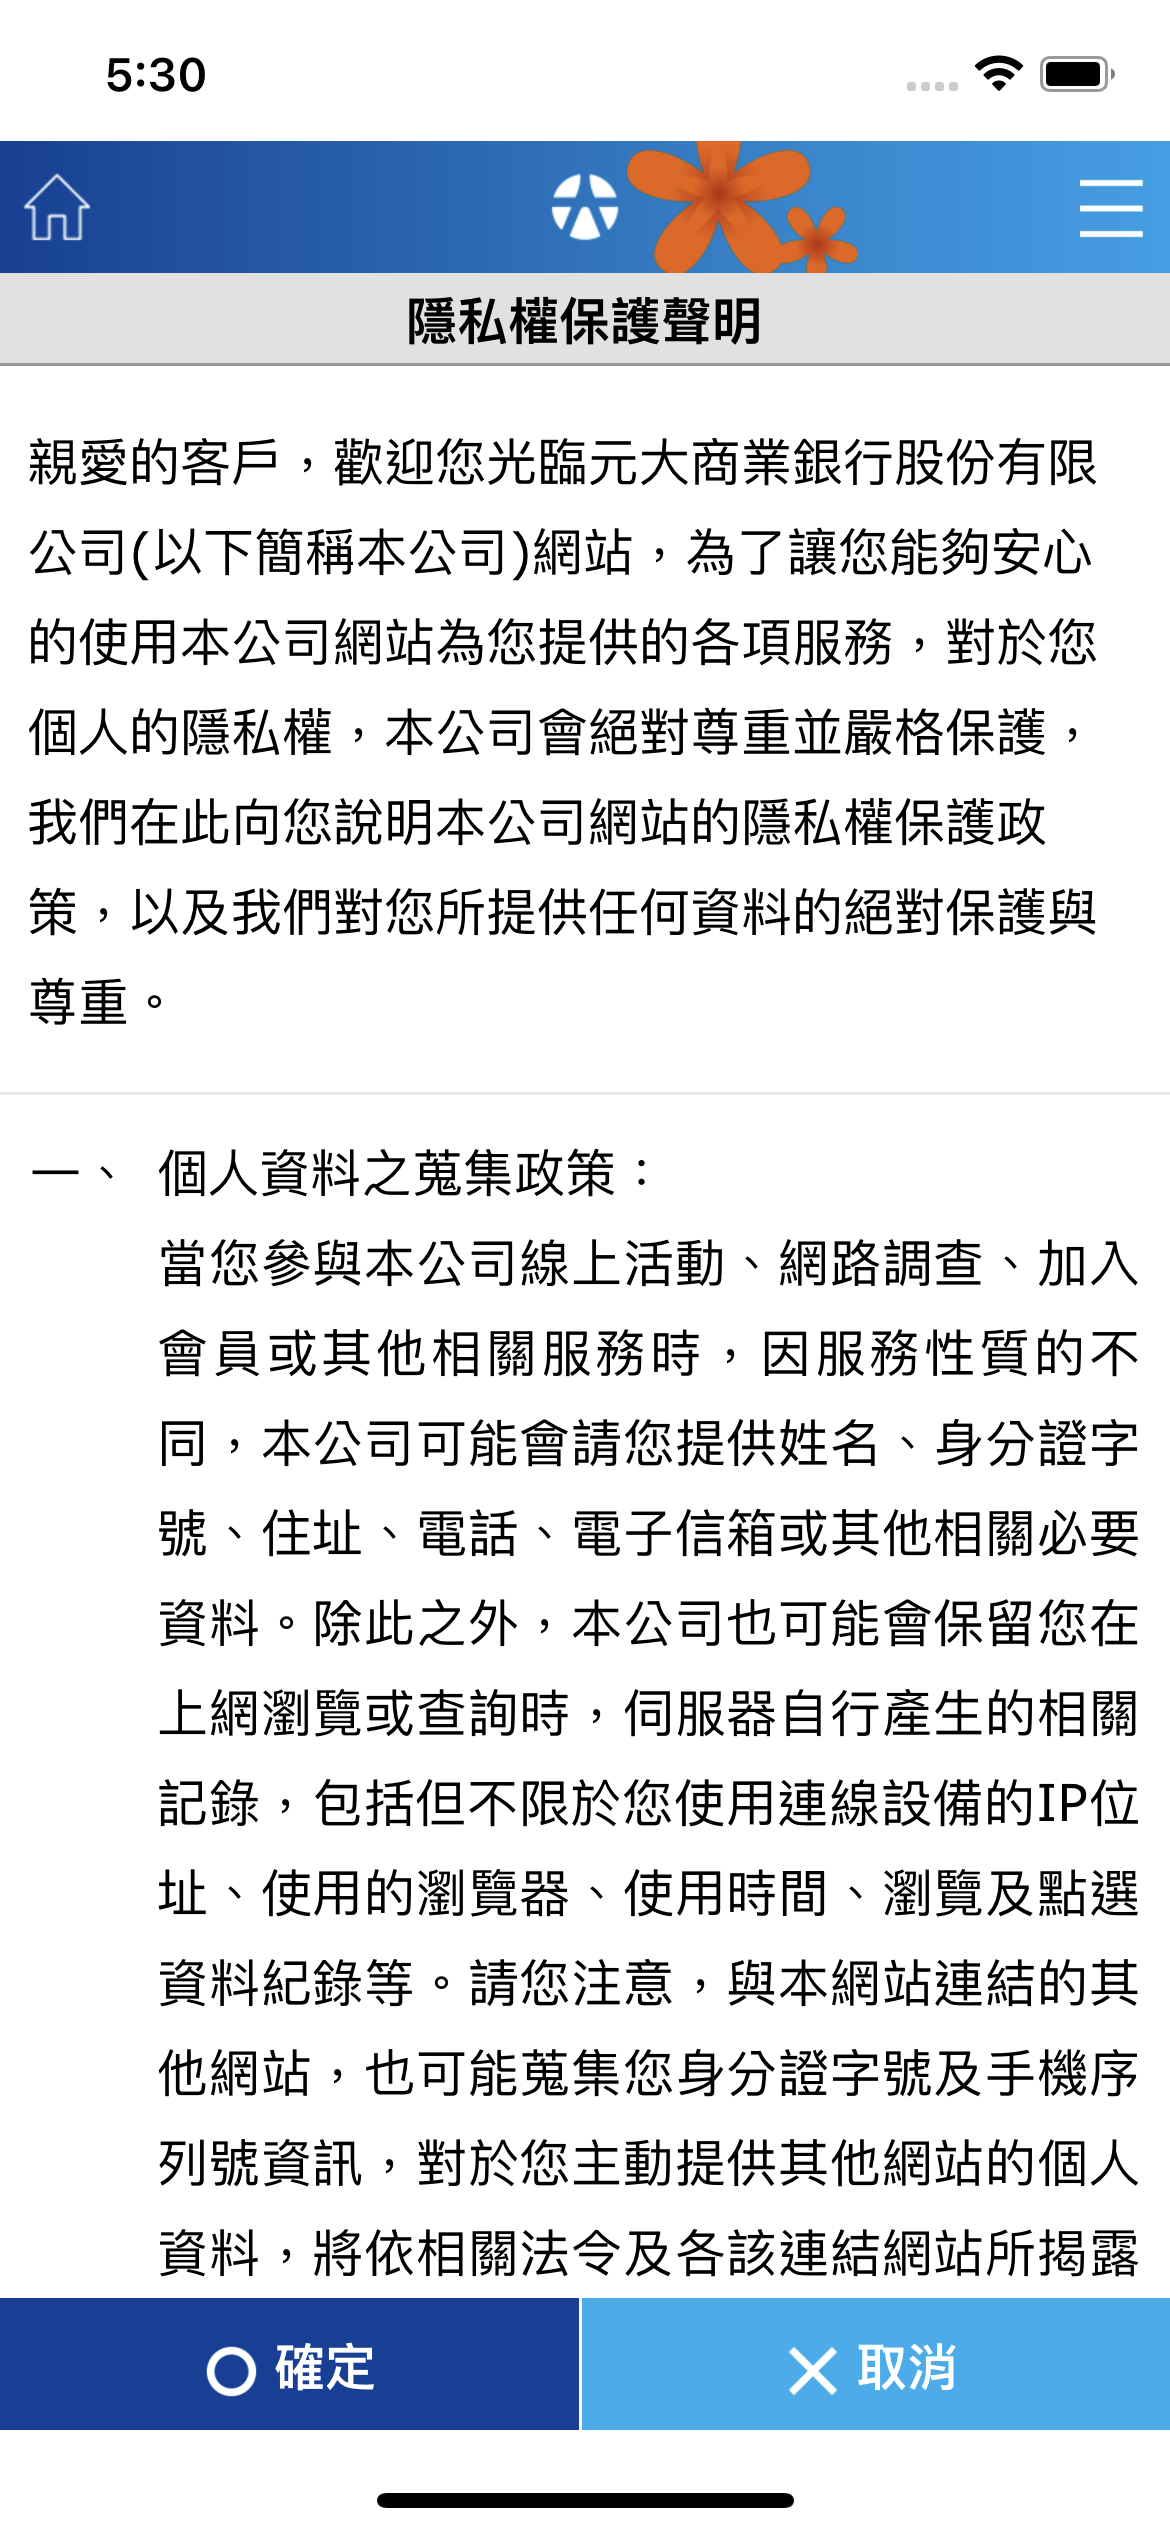 5:30
隱私權保護聲明
親愛的客戶，歡迎您光臨元大商業銀行股份有限
公司(以下簡稱本公司)網站，為了讓您能夠安心
的使用本公司網站為您提供的各項服務，對於您
個人的隱私權，本公司會絕對尊重並嚴格保護，
我們在此向您說明本公司網站的隱私權保護政
策，以及我們對您所提供任何資料的絕對保護與
尊重。
一、 個人資料之蒐集政策：
當您參與本公司線上活動、網路調查、加入
會員或其他相關服務時，因服務性質的不
同，本公司可能會請您提供姓名、身分證字
號、住址、電話、電子信箱或其他相關必要
資料。除此之外，本公司也可能會保留您在
上網瀏覽或查詢時，伺服器自行產生的相關
記錄，包括但不限於您使用連線設備的IP位
址、使用的瀏覽器、使用時間、瀏覽及點選
資料紀錄等。請您注意，與本網站連結的其
他網站，也可能蒐集您身分證字號及手機序
列號資訊，對於您主動提供其他網站的個人
資料，將依相關法令及各該連結網站所揭露
確定
取消